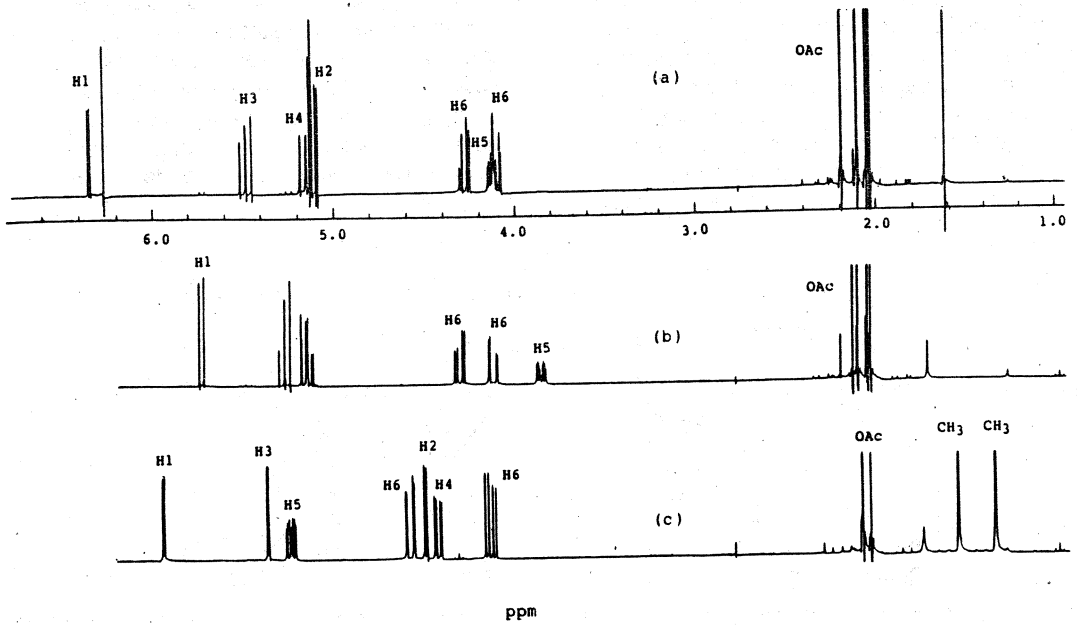 OAc
H1
H2
(a)
H3
H4
H6
H6
H5
6.0 5.0 4.0 3.0 2.0 1.0
H1
OAc
H6
H6
(b)
H5
CH3 CH3
OAc
H1
H3
H2
H6
H4
H6
H5
(c)
ppm